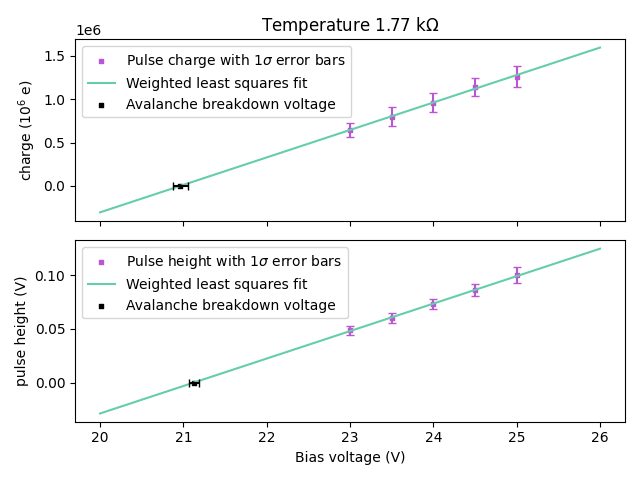 Temperature 1.77 kΩ
1e6
Pulse charge with 1σ error bars
Weighted least squares fit
Avalanche breakdown voltage
charge (10⁶ e)
1.5
1.0
0.5
0.0
Pulse height with 1σ error bars
Weighted least squares fit
Avalanche breakdown voltage
pulse height (V)
0.10
0.05
0.00
20 21 22 23 24 25 26
Bias voltage (V)